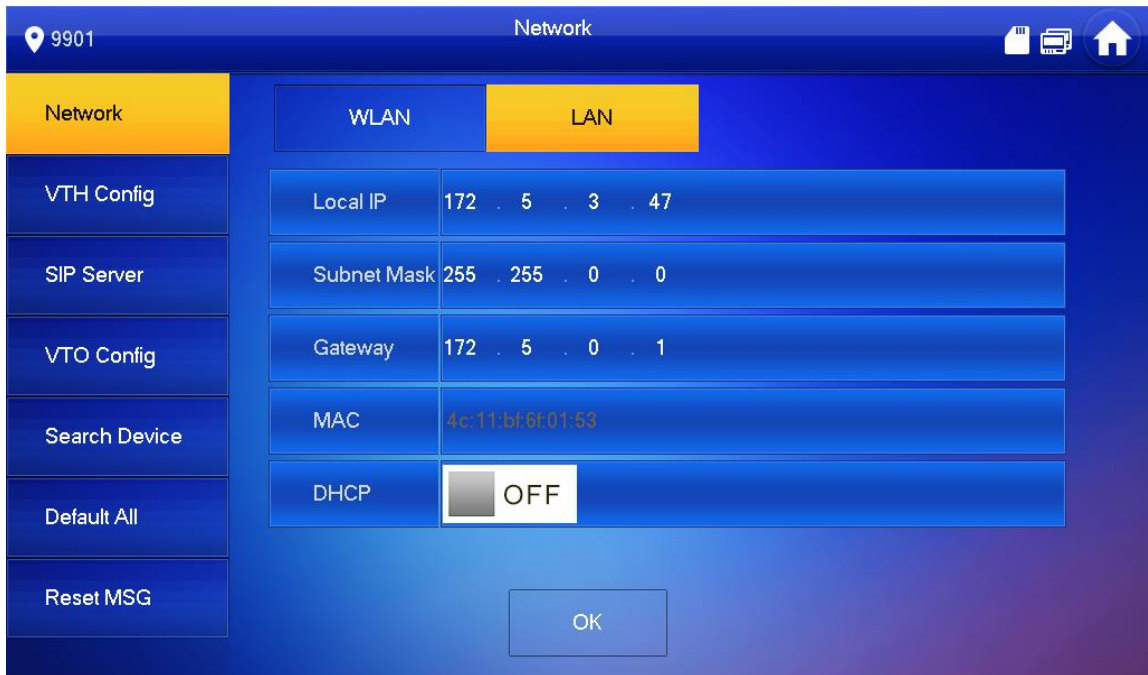 9901
Network
Network
VTH Config
SIP Server
VTO Config
Search Device
Default All
Reset MSG
WLAN LAN
Local IP 172 . 5 . 3 . 47
Subnet Mask 255 . 255 . 0 . 0
Gateway 172 . 5 . 0 . 1
MAC 4c:11:bf:6f:01:53
DHCP OFF
OK